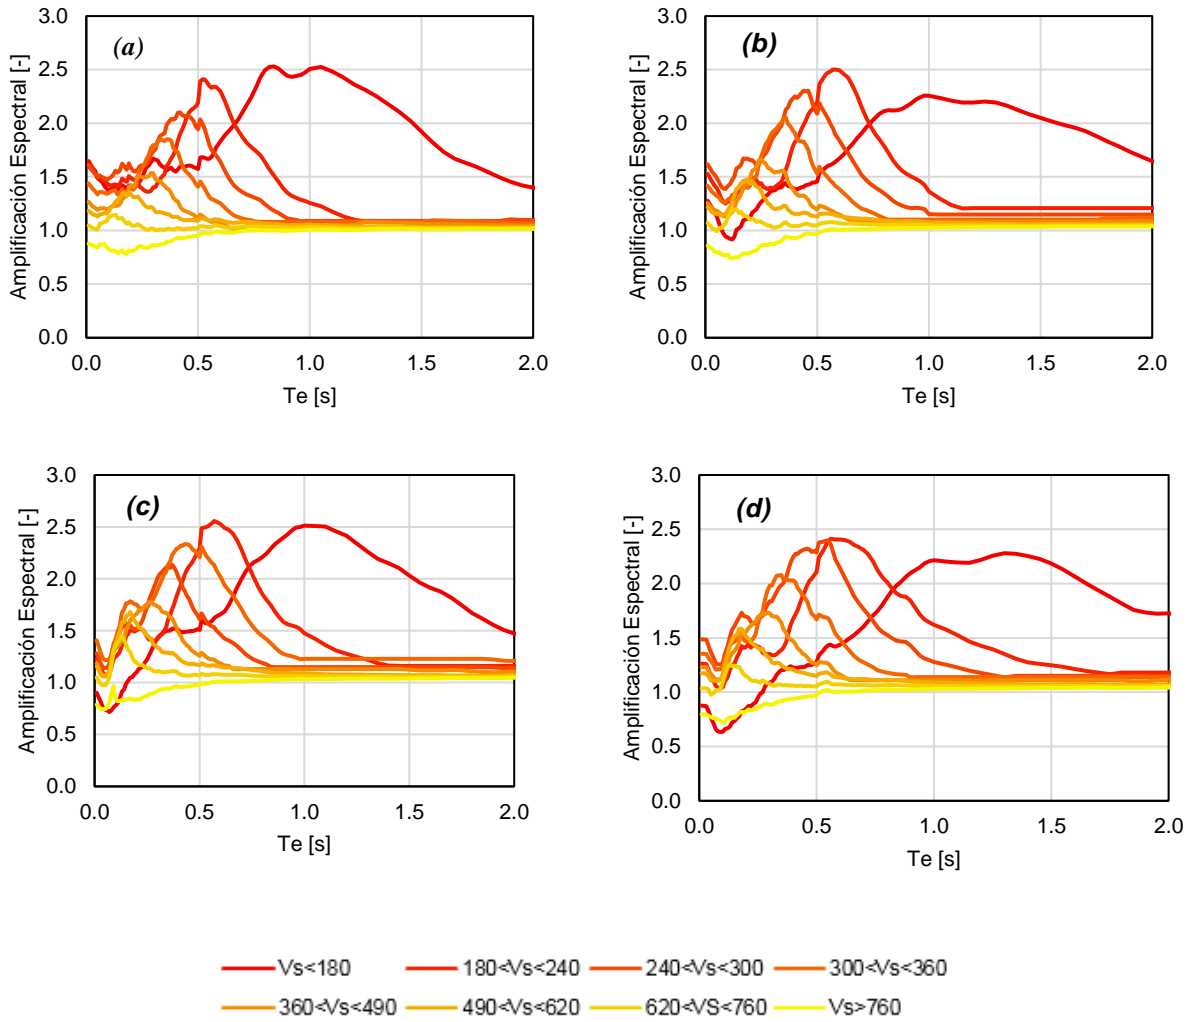 (a)
Amplificación Espectral [-]
3.0
2.5
2.0
1.5
1.0
0.5
0.0
0.0 0.5 1.0 1.5 2.0
Te [s]
(b)
Amplificación Espectral [-]
3.0
2.5
2.0
1.5
1.0
0.5
0.0
0.0 0.5 1.0 1.5 2.0
Te [s]
(c)
Amplificación Espectral [-]
3.0
2.5
2.0
1.5
1.0
0.5
0.0
0.0 0.5 1.0 1.5 2.0
Te [s]
(d)
Amplificación Espectral [-]
3.0
2.5
2.0
1.5
1.0
0.5
0.0
0.0 0.5 1.0 1.5 2.0
Te [s]
Vs<180 180<Vs<240 240<Vs<300 300<Vs<360
360<Vs<490 490<Vs<620 620<VS<760 Vs>760